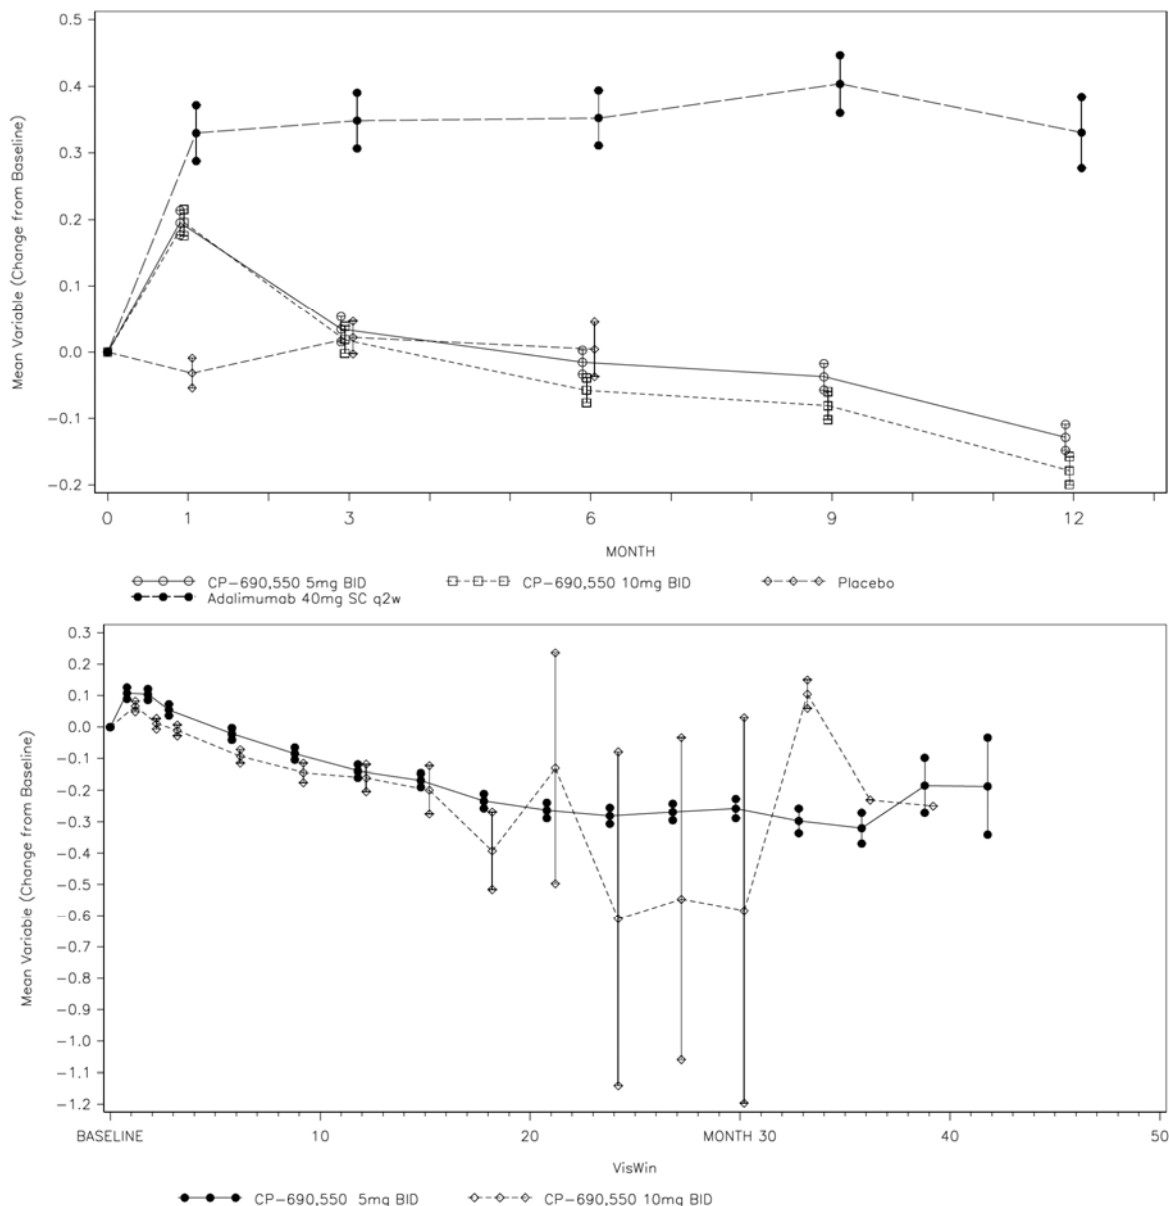 Mean Variable (Change from Baseline)
0.5
0.4
0.3
0.2
0.1
0.0
−0.1
−0.2
0 1 3 6 9 12
MONTH
CP−690,550 5mg BID CP−690,550 10mg BID Placebo
Adalimumab 40mg SC q2w
Mean Variable (Change from Baseline)
0.3
0.2
0.1
0.0
−0.1
−0.2
−0.3
−0.4
−0.5
−0.6
−0.7
−0.8
−0.9
−1.0
−1.1
−1.2
BASELINE 10 20 MONTH 30 40 50
VisWin
CP−690,550 5mg BID CP−690,550 10mg BID